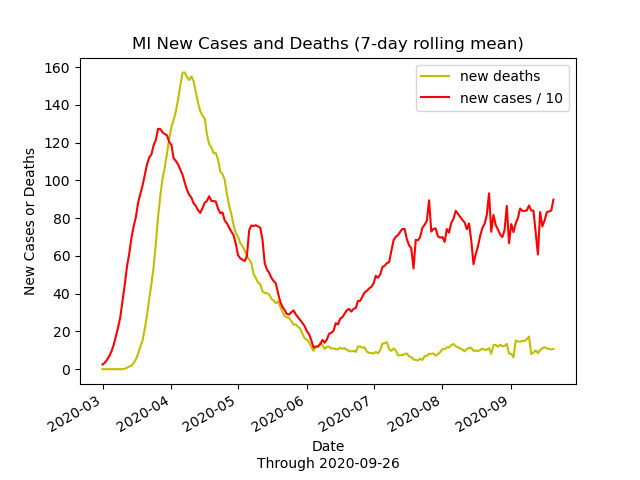 MI New Cases and Deaths (7-day rolling mean)
new deaths
new cases / 10
New Cases or Deaths
160
140
120
100
80
60
40
20
0
2020-03
2020-04
2020-05
2020-06
2020-07
2020-08
2020-09
Date
Through 2020-09-26